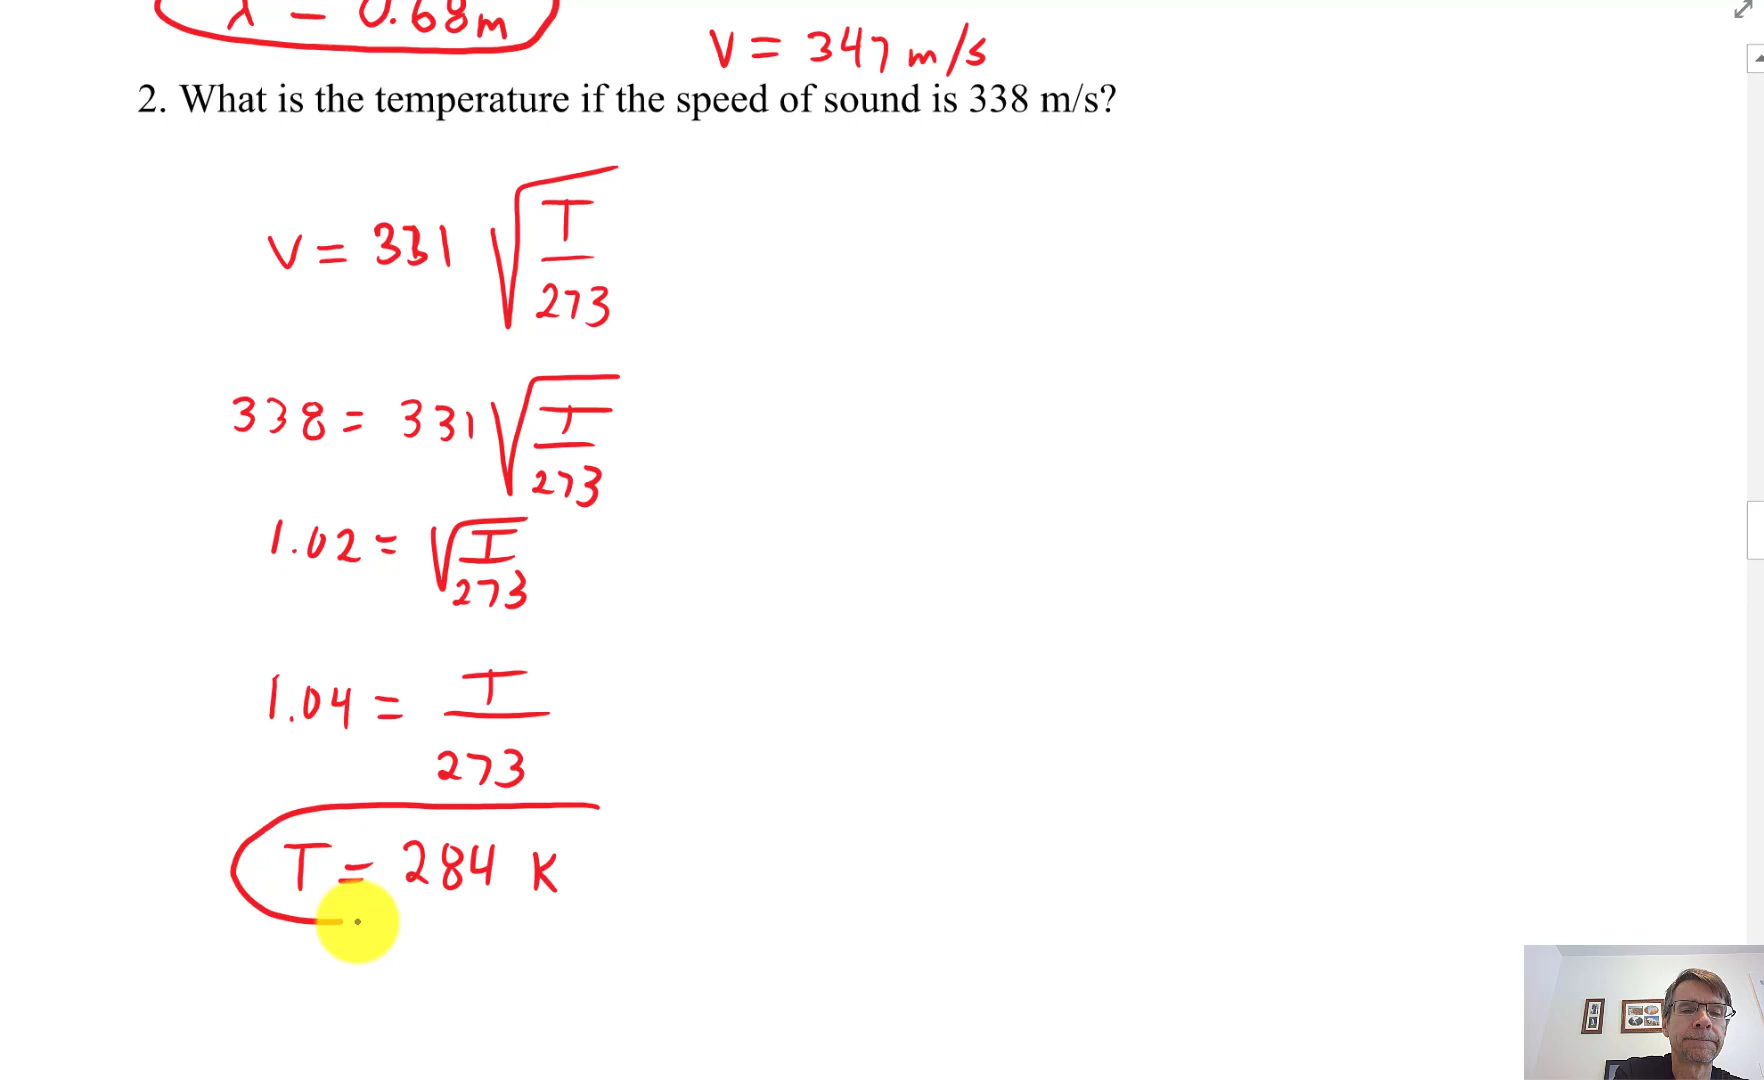 λ = 0.68m
V = 347 m/s
2. What is the temperature if the speed of sound is 338 m/s?
V = 331 √(T/273)
338 = 331 √(T/273)
1.02 = √(T/273)
1.04 = T/273
T = 284 K